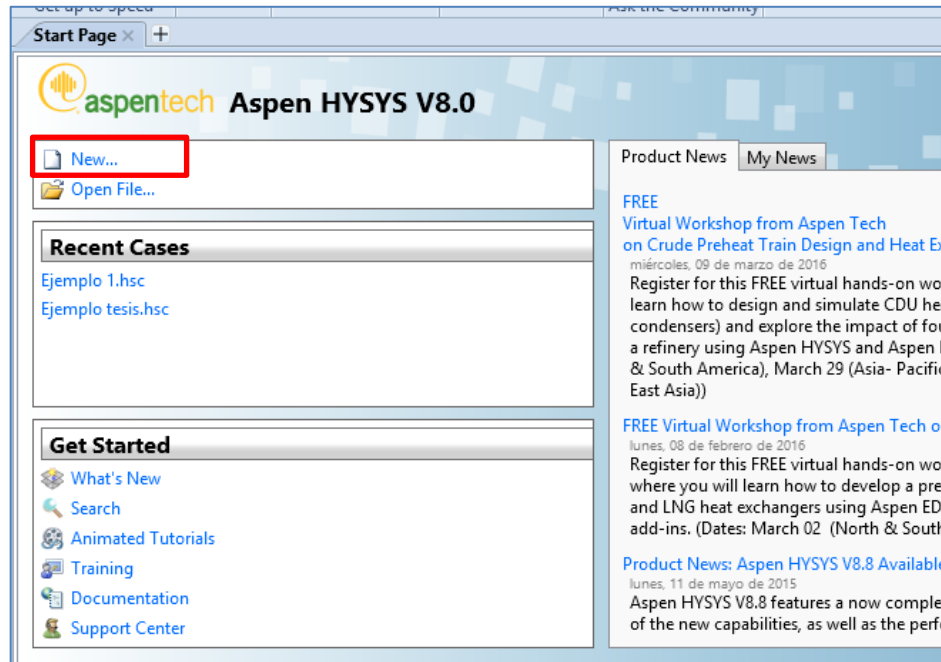 Get up to Speed
Ask the Community
Start Page
aspentech Aspen HYSYS V8.0
New...
Open File...
Recent Cases
Ejemplo 1.hsc
Ejemplo tesis.hsc
Get Started
What's New
Search
Animated Tutorials
Training
Documentation
Support Center
Product News My News
FREE
Virtual Workshop from Aspen Tech
on Crude Preheat Train Design and Heat
miércoles, 09 de marzo de 2016
Register for this FREE virtual hands-on
learn how to design and simulate CDU
condensers) and explore the impact of
a refinery using Aspen HYSYS and Aspen
& South America), March 29 (Asia- Pacific
East Asia))
FREE Virtual Workshop from Aspen Tech
lunes, 08 de febrero de 2016
Register for this FREE virtual hands-on
where you will learn how to develop a
and LNG heat exchangers using Aspen
add-ins. (Dates: March 02 (North & South
Product News: Aspen HYSYS V8.8 Available
lunes, 11 de mayo de 2015
Aspen HYSYS V8.8 features a now
of the new capabilities, as well as the